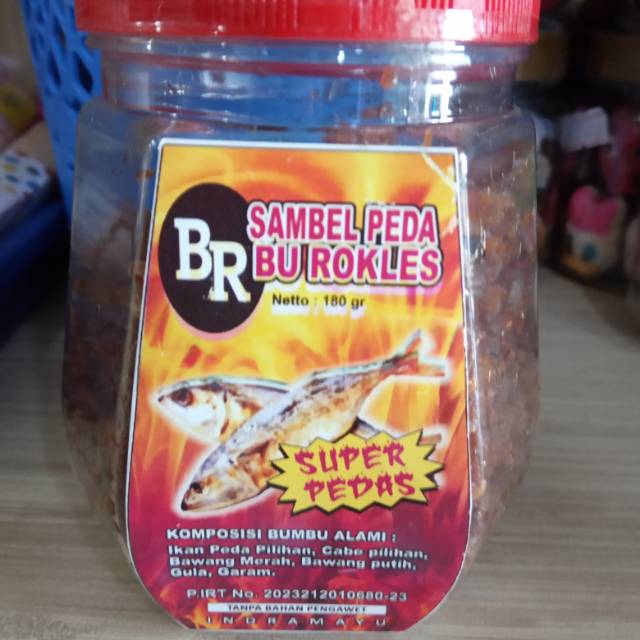 BR
SAMBEL PEDA
BU ROKLES
Netto : 180 gr
SUPER
PEDAS
KOMPOSISI BUMBU ALAMI :
Ikan Peda Pilihan, Cabe pilihan,
Bawang Merah, Bawang putih,
Gula, Garam.
P.IRT No. 2023212010680-23
TANPA BAHAN PENGAWET
INDRAMAYU